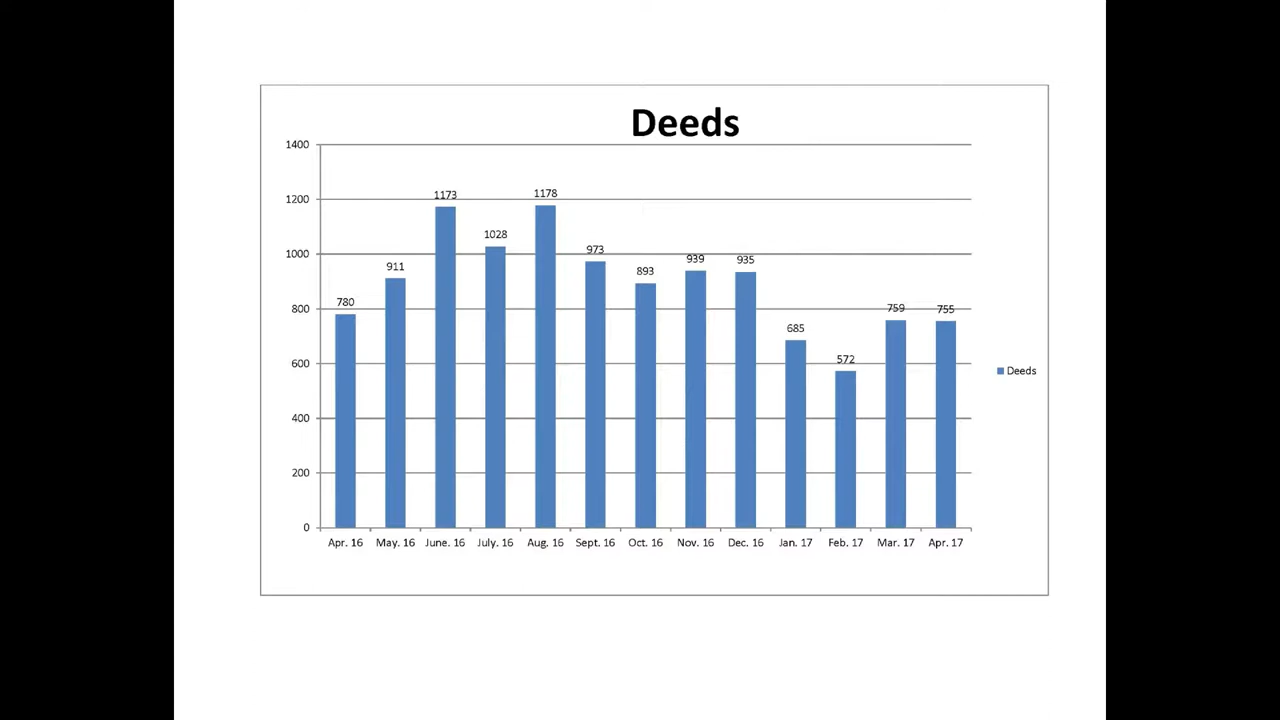 Deeds
1400
1200
1000
800
600
400
200
0
780
911
1173
1028
1178
973
893
939
935
685
572
759
755
Apr. 16
May. 16
June. 16
July. 16
Aug. 16
Sept. 16
Oct. 16
Nov. 16
Dec. 16
Jan. 17
Feb. 17
Mar. 17
Apr. 17
Deeds